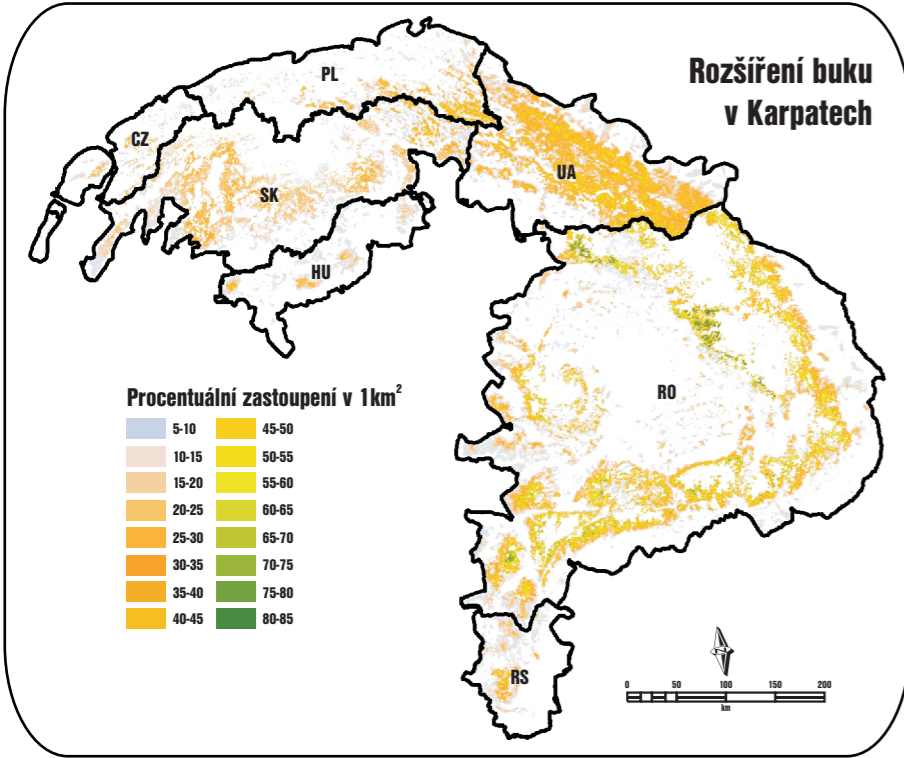 Rozšíření buku
v Karpatech
PL
CZ
SK
UA
HU
RO
RS
Procentuální zastoupení v 1km²
5-10
10-15
15-20
20-25
25-30
30-35
35-40
40-45
45-50
50-55
55-60
60-65
65-70
70-75
75-80
80-85
0 50 100 150 200
km